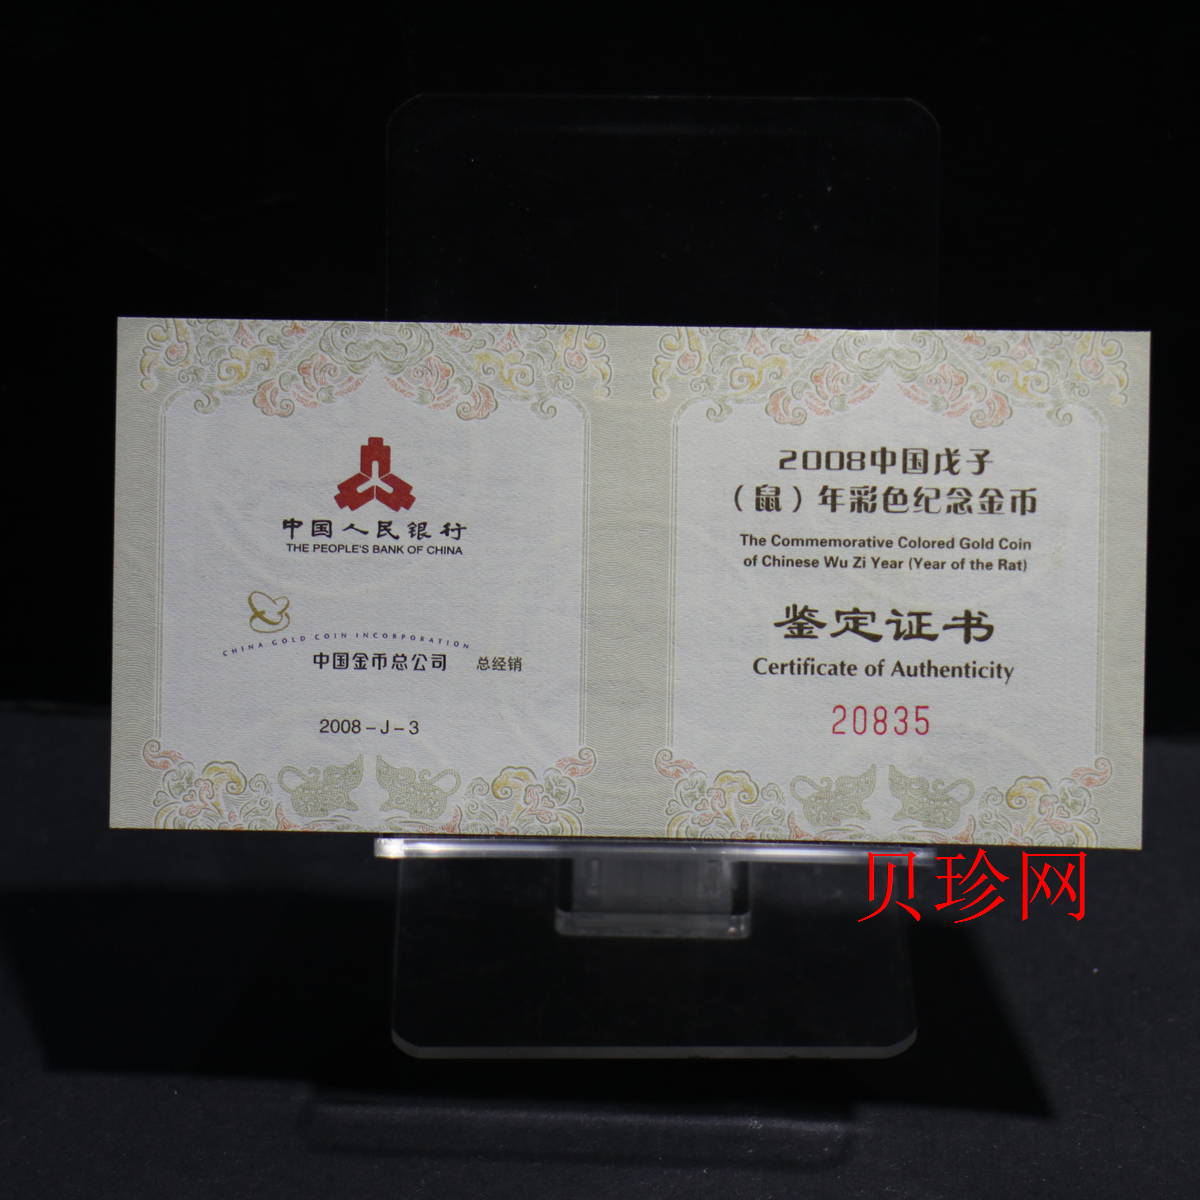 中国人民银行
THE PEOPLE'S BANK OF CHINA
CHINA GOLD COIN INCORPORATION
中国金币总公司 总经销
2008-J-3
2008中国戊子
（鼠）年彩色纪念金币
The Commemorative Colored Gold Coin
of Chinese Wu Zi Year (Year of the Rat)
鉴定证书
Certificate of Authenticity
20835
贝珍网